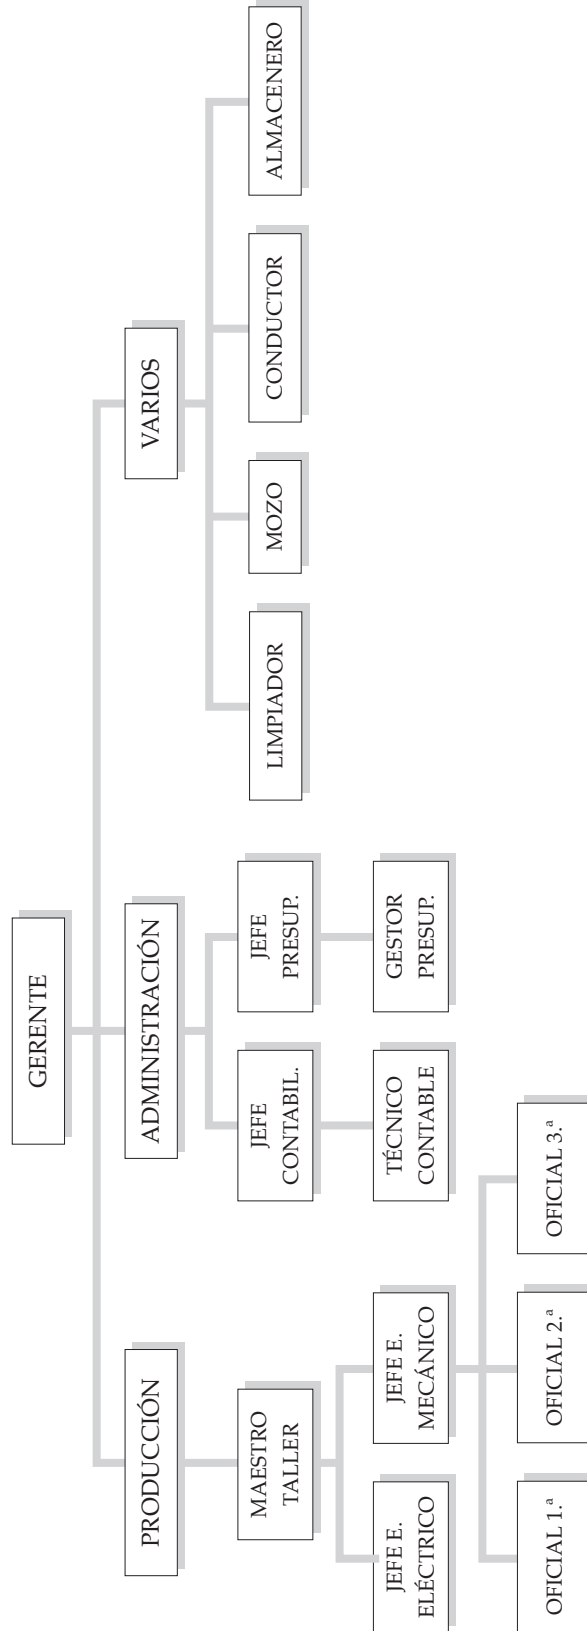 GERENTE
PRODUCCIÓN
ADMINISTRACIÓN
VARIOS
MAESTRO
TALLER
JEFE
CONTABIL.
JEFE
PRESUP.
LIMPIADOR
MOZO
CONDUCTOR
ALMACENERO
JEFE E.
ELÉCTRICO
JEFE E.
MECÁNICO
TÉCNICO
CONTABLE
GESTOR
PRESUP.
OFICIAL 1.ª
OFICIAL 2.ª
OFICIAL 3.ª